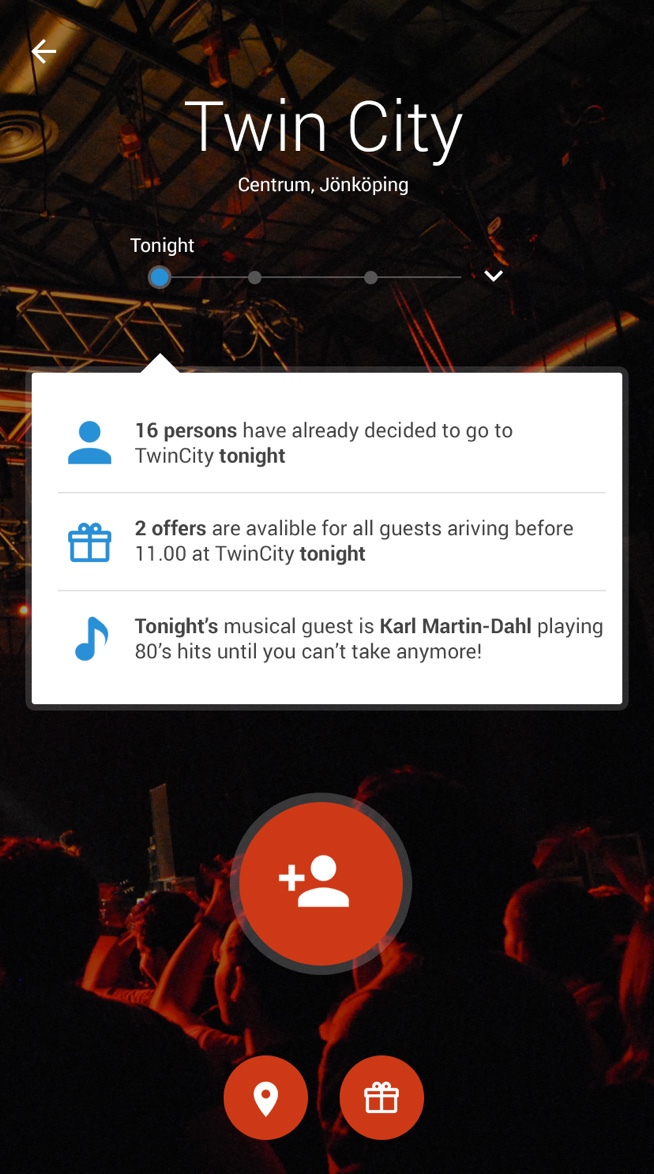 Twin City
Centrum, Jönköping
Tonight
16 persons have already decided to go to
TwinCity tonight
2 offers are avalible for all guests ariving before
11.00 at TwinCity tonight
Tonight’s musical guest is Karl Martin-Dahl playing
80’s hits until you can’t take anymore!